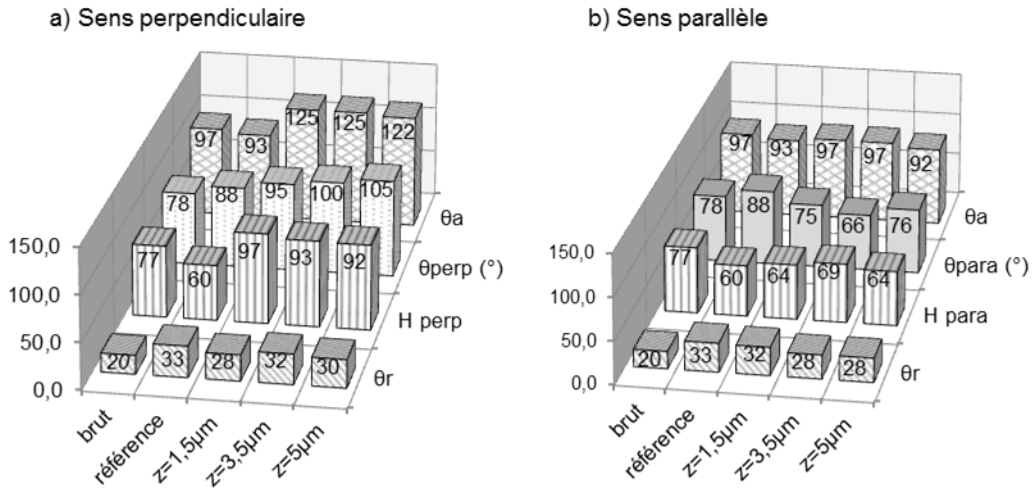 a) Sens perpendiculaire
97 93 125 125 122
78 88 95 100 105
77 60 97 93 92
20 33 28 32 30
150,0
100,0
50,0
0,0
θa
θperp (°)
H perp
θr
brut
référence
z=1,5µm
z=3,5µm
z=5µm
b) Sens parallèle
97 93 97 97 92
78 88 75 66 76
77 60 64 69 64
20 33 32 28 28
150,0
100,0
50,0
0,0
θa
θpara (°)
H para
θr
brut
référence
z=1,5µm
z=3,5µm
z=5µm